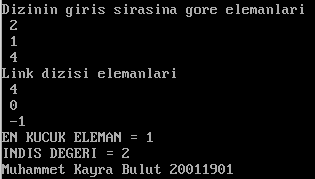 Dizinin giris sirasina gore elemanlari
2
1
4
Link dizisi elemanlari
4
0
-1
EN KUCUK ELEMAN = 1
INDIS DEGERI = 2
Muhammet Kayra Bulut 20011901